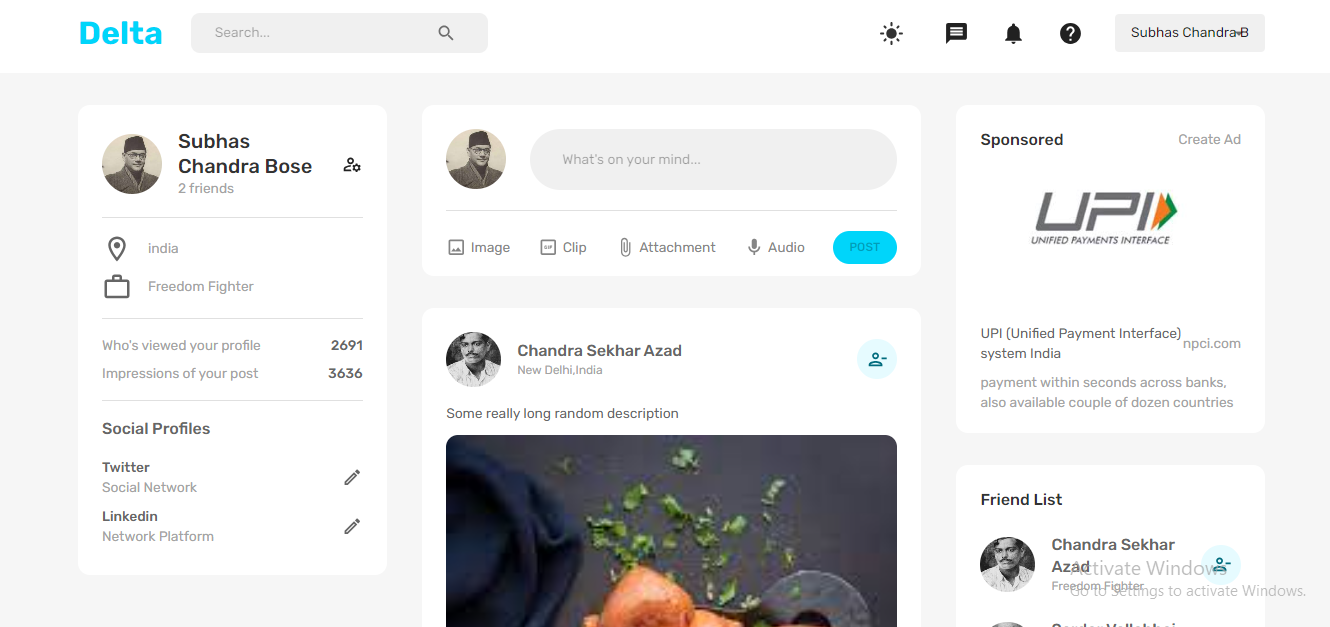 Delta
Search...
Subhas Chandra B
Subhas
Chandra Bose
2 friends
india
Freedom Fighter
Who's viewed your profile 2691
Impressions of your post 3636
Social Profiles
Twitter
Social Network
Linkedin
Network Platform
What's on your mind...
Image GIF Clip Attachment Audio POST
Chandra Sekhar Azad
New Delhi,India
Some really long random description
Sponsored Create Ad
UPI
UNIFIED PAYMENTS INTERFACE
UPI (Unified Payment Interface)
system India
npci.com
payment within seconds across banks,
also available couple of dozen countries
Friend List
Chandra Sekhar
Azad
Freedom Fighter
Activate Windows
Go to Settings to activate Windows.